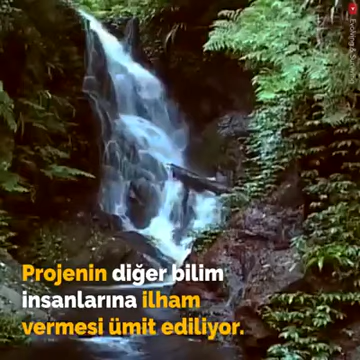 Projenin diğer bilim
insanlarına ilham
vermesi ümit ediliyor.